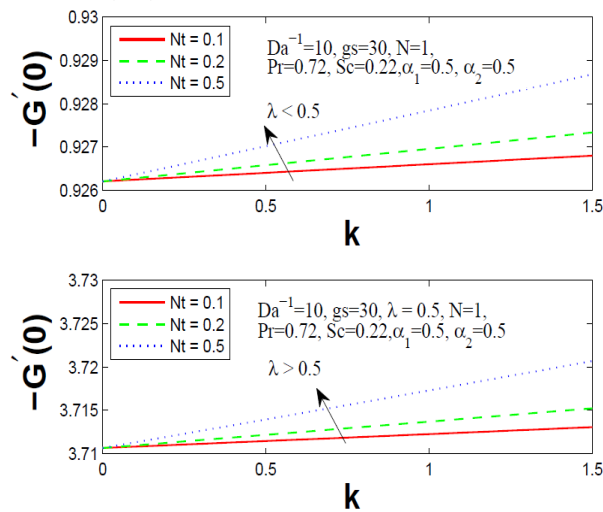 0.93
0.929
0.928
0.927
0.926
−G′(0)
Nt = 0.1
Nt = 0.2
Nt = 0.5
Da⁻¹=10, gs=30, N=1,
Pr=0.72, Sc=0.22,α₁=0.5, α₂=0.5
λ < 0.5
0 0.5 1 1.5
k
3.73
3.725
3.72
3.715
3.71
−G′(0)
Nt = 0.1
Nt = 0.2
Nt = 0.5
Da⁻¹=10, gs=30, λ = 0.5, N=1,
Pr=0.72, Sc=0.22,α₁=0.5, α₂=0.5
λ > 0.5
0 0.5 1 1.5
k